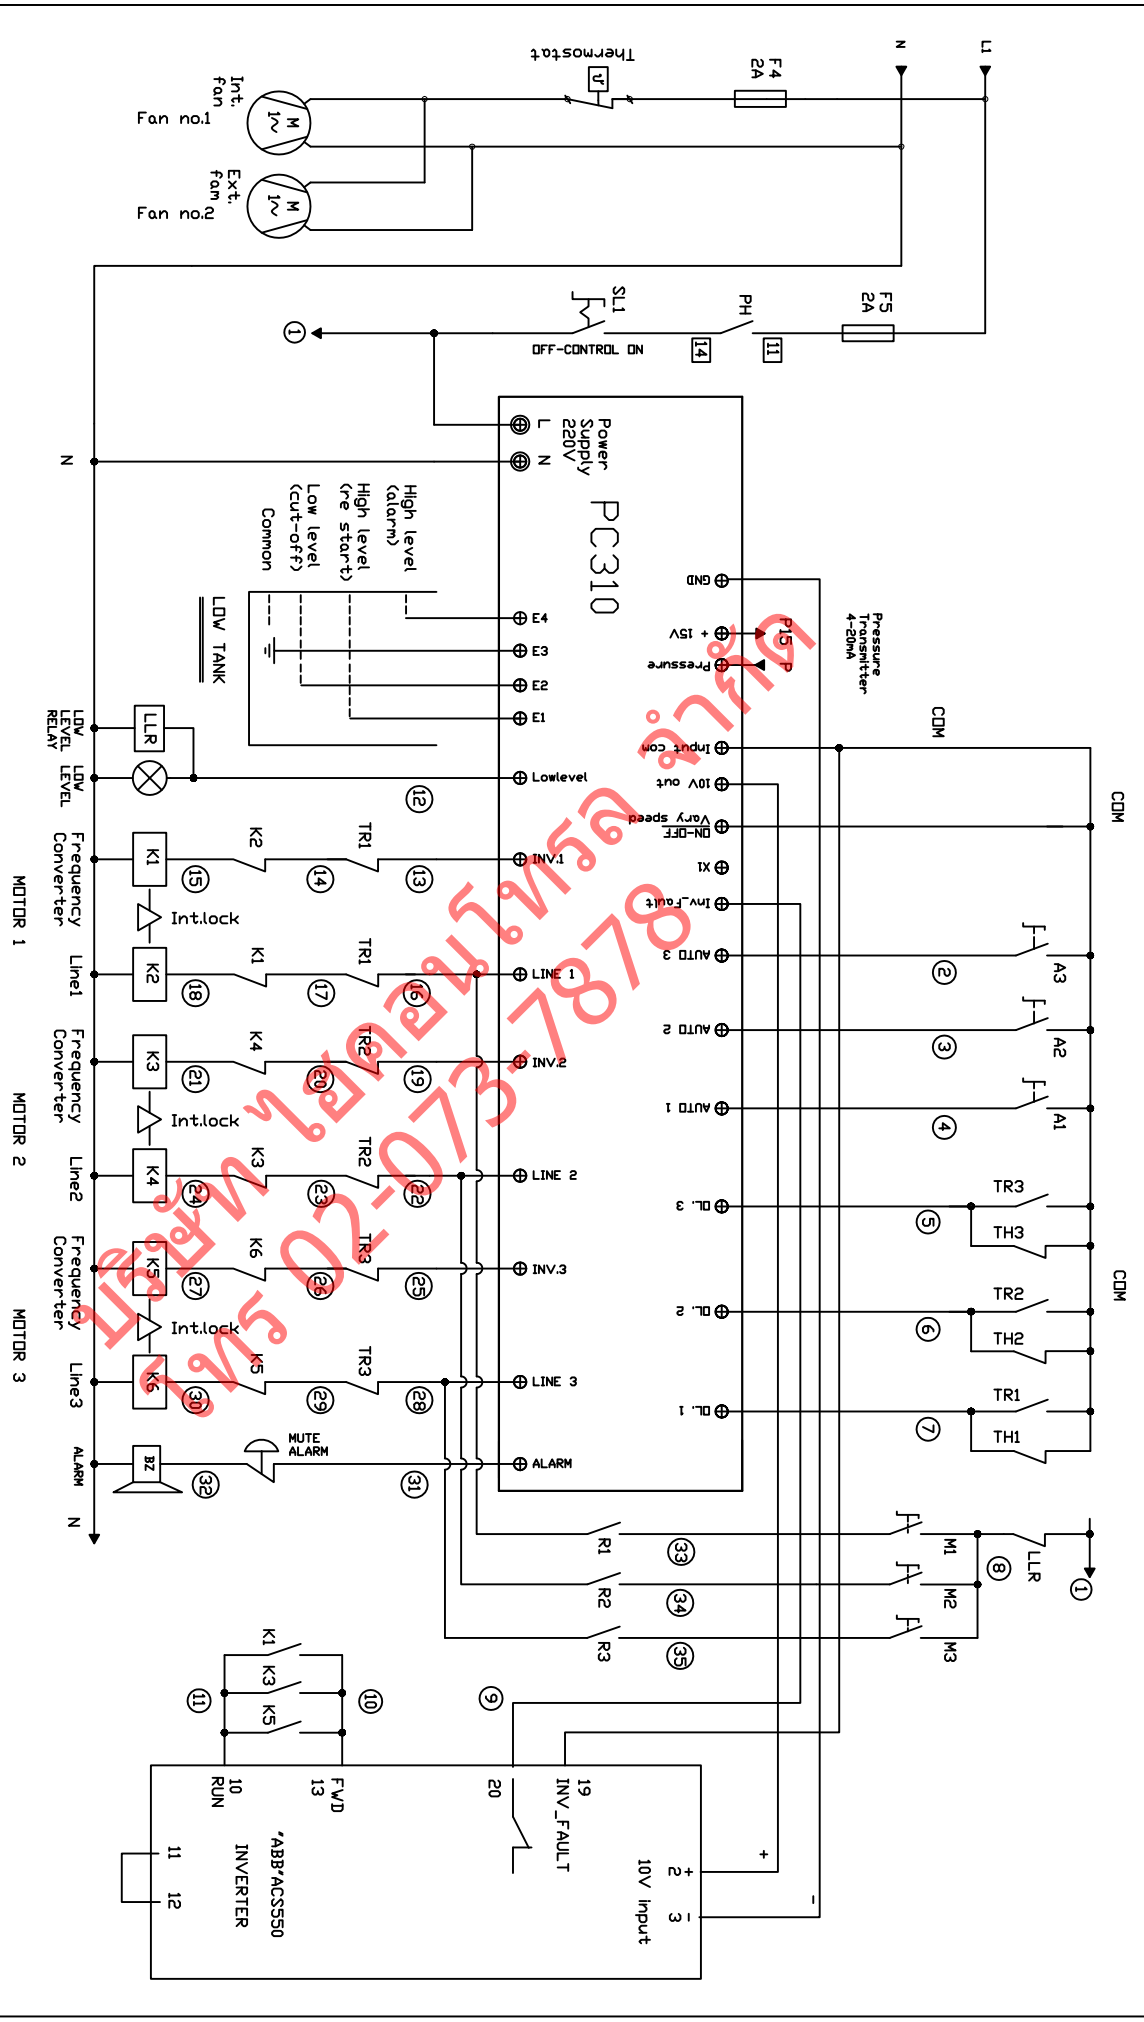 L1
N
F4
2A
Thermostat
ϑ
Int.
fan
Fan no.1
M
1~
Ext.
fam
Fan no.2
M
1~
F5
2A
PH
11
14
SL1
OFF-CONTROL ON
1
L
N
Power
Supply
220V
PC310
N
GND
+ 15V
Pressure
P15
P
Pressure
Transmitter
4-20mA
Input com
10V out
Vary speed
ON-OFF
X1
Inv_Fault
AUTO 3
AUTO 2
AUTO 1
OL. 3
OL. 2
OL. 1
COM
COM
COM
High level
(alarm)
High level
(re start)
Low level
(cut-off)
Common
LOW TANK
E4
E3
E2
E1
Lowlevel
INV.1
LINE 1
INV.2
LINE 2
INV.3
LINE 3
ALARM
LLR
LOW
LEVEL
RELAY
LOW
LEVEL
12
Frequency
Converter
K1
15
K2
14
TR1
13
Int.lock
MOTOR 1
Line1
K2
18
K1
17
TR1
16
Frequency
Converter
K3
21
K4
20
TR2
19
Int.lock
MOTOR 2
Line2
K4
24
K3
23
TR2
22
Frequency
Converter
K5
27
K6
26
TR3
25
Int.lock
MOTOR 3
Line3
K6
30
K5
29
TR3
28
ALARM
BZ
32
MUTE
ALARM
31
N
A3
2
A2
3
A1
4
TR3
TH3
5
TR2
TH2
6
TR1
TH1
7
R1
33
M1
R2
34
M2
R3
35
M3
8
LLR
1
K1
K3
K5
11
10
9
10
RUN
13
FWD
20
19
INV_FAULT
10V input
2 +
3 -
+
-
"ABB"ACS550
INVERTER
11
12
บริษัท ไฮคอนโทรล จำกัด
โทร 02-073-7878